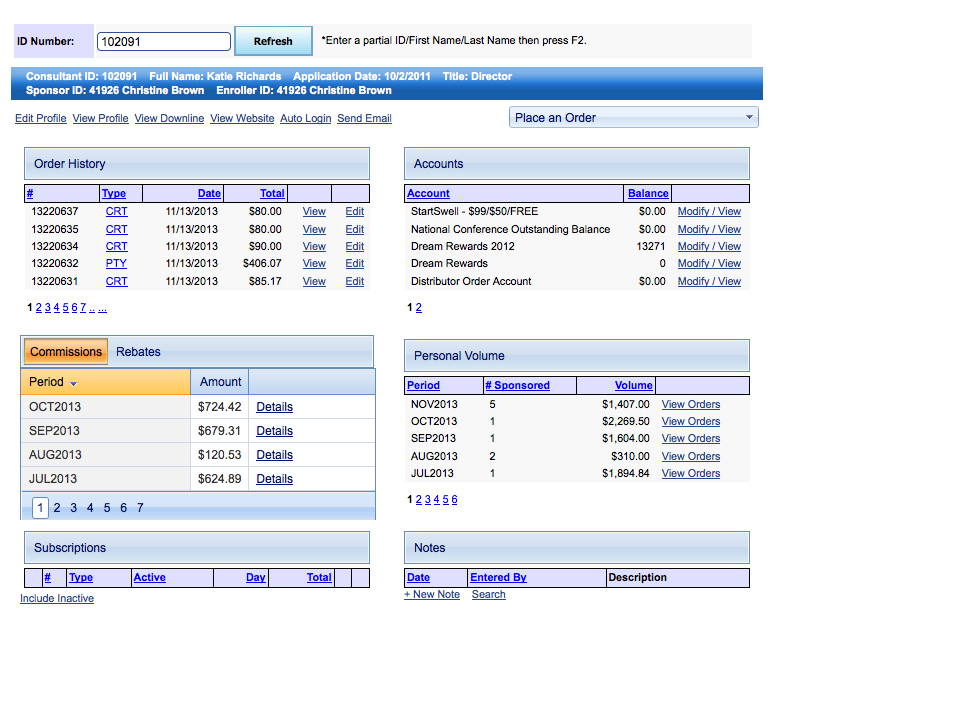 ID Number: 102091 Refresh *Enter a partial ID/First Name/Last Name then press F2.
Consultant ID: 102091 Full Name: Katie Richards Application Date: 10/2/2011 Title: Director
Sponsor ID: 41926 Christine Brown Enroller ID: 41926 Christine Brown
Edit Profile View Profile View Downline View Website Auto Login Send Email Place an Order
Order History
# Type Date Total
13220637 CRT 11/13/2013 $80.00 View Edit
13220635 CRT 11/13/2013 $80.00 View Edit
13220634 CRT 11/13/2013 $90.00 View Edit
13220632 PTY 11/13/2013 $406.07 View Edit
13220631 CRT 11/13/2013 $85.17 View Edit
1 2 3 4 5 6 7 .. ...
Accounts
Account Balance
StartSwell - $99/$50/FREE $0.00 Modify / View
National Conference Outstanding Balance $0.00 Modify / View
Dream Rewards 2012 13271 Modify / View
Dream Rewards 0 Modify / View
Distributor Order Account $0.00 Modify / View
1 2
Commissions Rebates
Period Amount
OCT2013 $724.42 Details
SEP2013 $679.31 Details
AUG2013 $120.53 Details
JUL2013 $624.89 Details
1 2 3 4 5 6 7
Personal Volume
Period # Sponsored Volume
NOV2013 5 $1,407.00 View Orders
OCT2013 1 $2,269.50 View Orders
SEP2013 1 $1,604.00 View Orders
AUG2013 2 $310.00 View Orders
JUL2013 1 $1,894.84 View Orders
1 2 3 4 5 6
Subscriptions
# Type Active Day Total
Include Inactive
Notes
Date Entered By Description
+ New Note Search